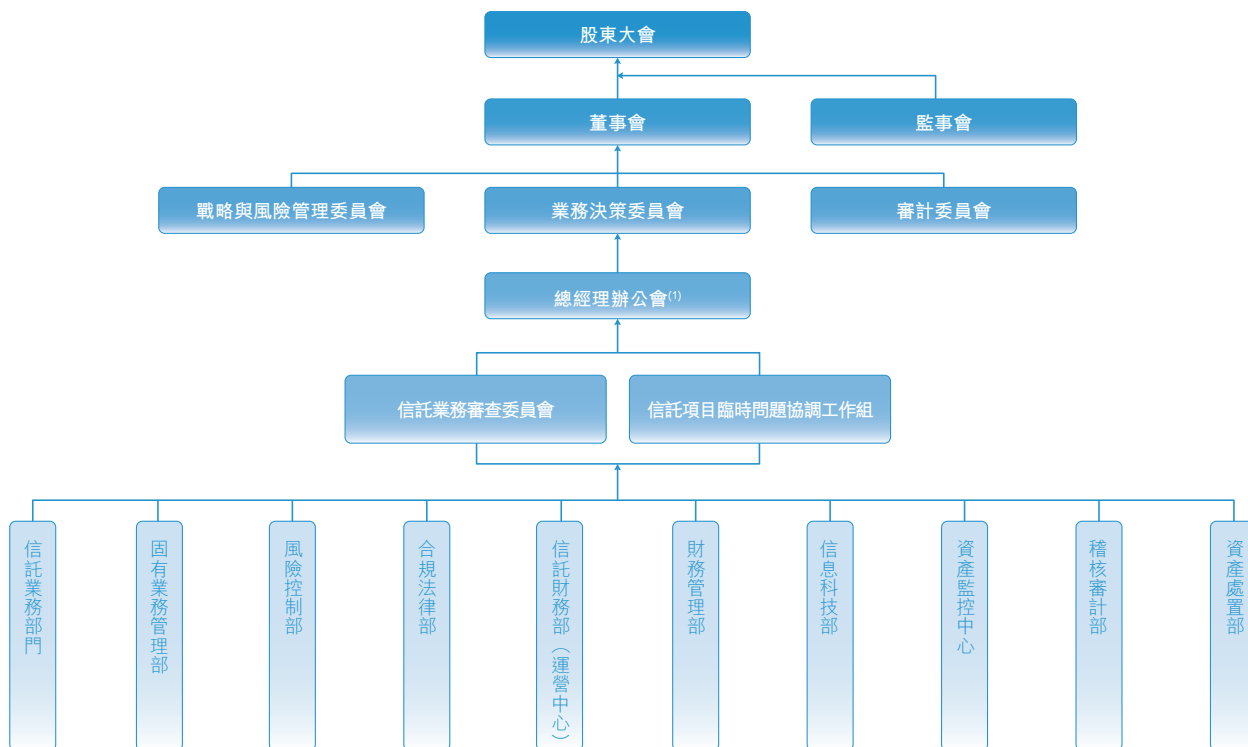 股東大會
董事會
監事會
戰略與風險管理委員會
業務決策委員會
審計委員會
總經理辦公會(1)
信託業務審查委員會
信託項目臨時問題協調工作組
信託業務部門
固有業務管理部
風險控制部
合規法律部
信託財務部（運營中心）
財務管理部
信息科技部
資產監控中心
稽核審計部
資產處置部